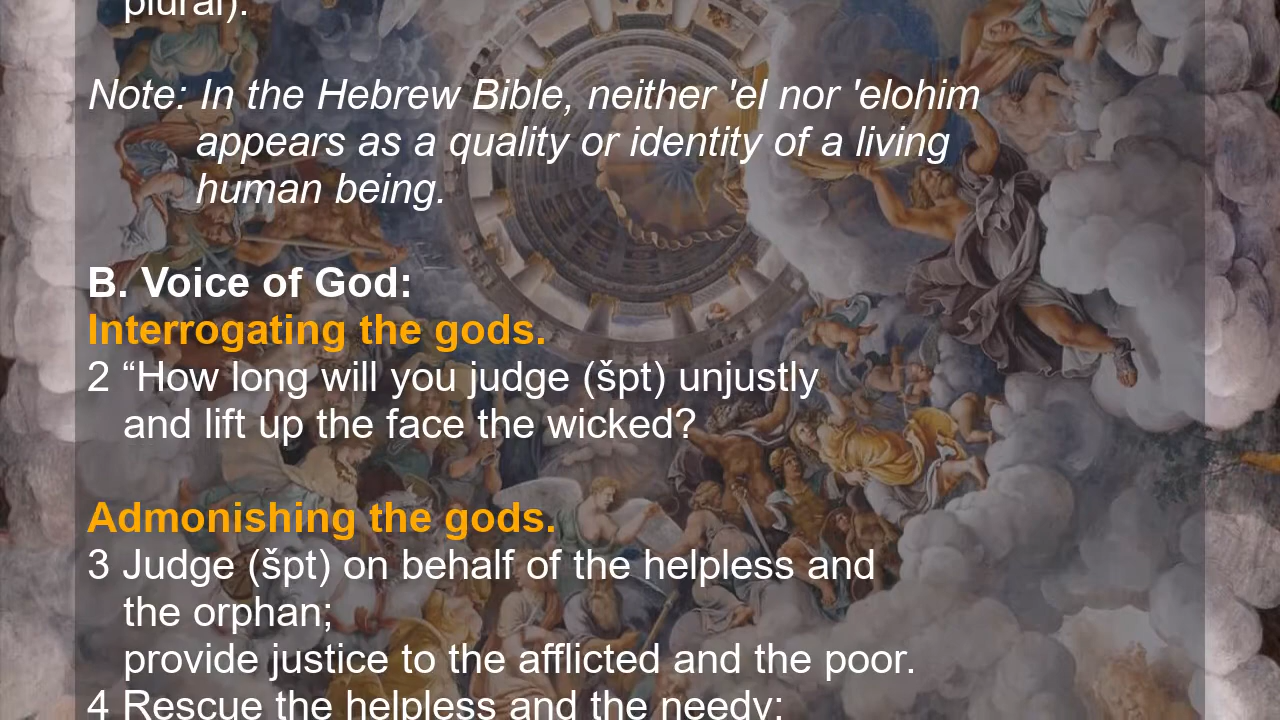 plural).
Note: In the Hebrew Bible, neither 'el nor 'elohim
appears as a quality or identity of a living
human being.
B. Voice of God:
Interrogating the gods.
2 “How long will you judge (špt) unjustly
and lift up the face the wicked?
Admonishing the gods.
3 Judge (špt) on behalf of the helpless and
the orphan;
provide justice to the afflicted and the poor.
4 Rescue the helpless and the needy;